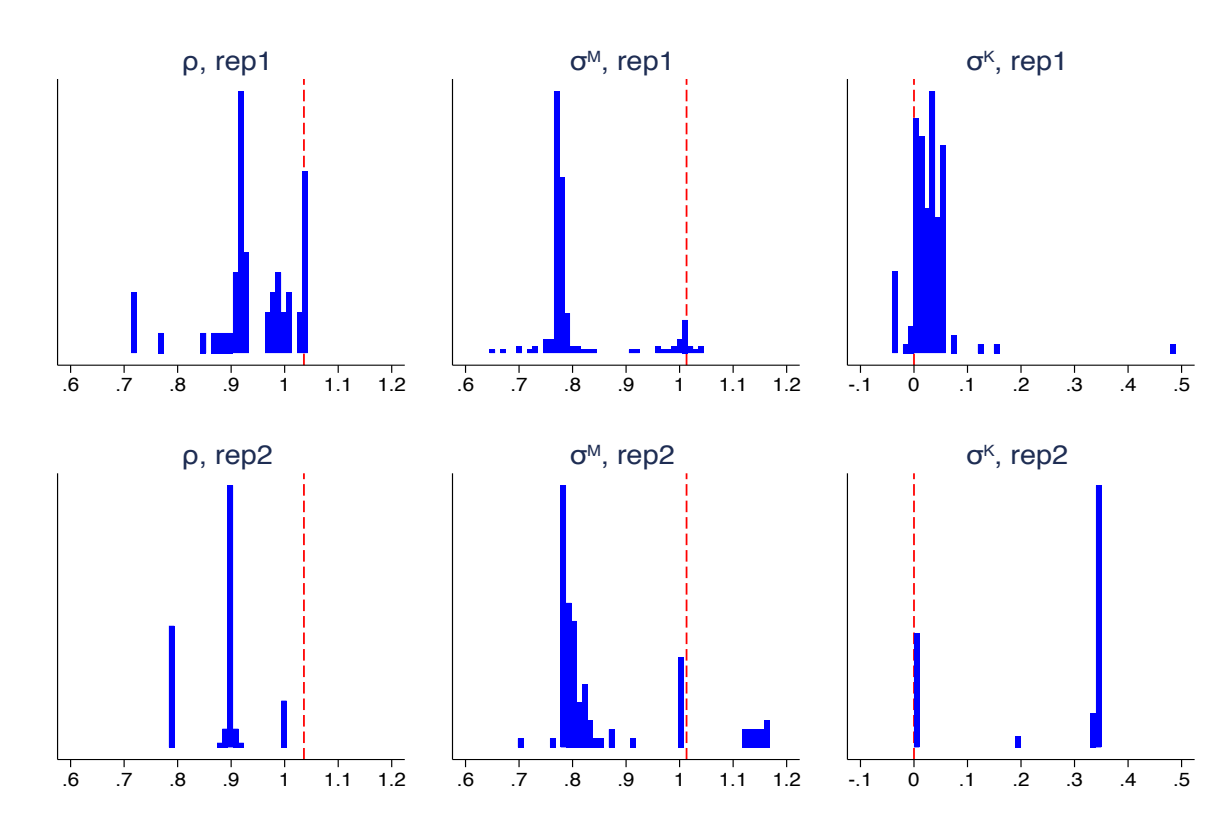 ρ, rep1
σᴹ, rep1
σᴷ, rep1
.6 .7 .8 .9 1 1.1 1.2
.6 .7 .8 .9 1 1.1 1.2
-.1 0 .1 .2 .3 .4 .5
ρ, rep2
σᴹ, rep2
σᴷ, rep2
.6 .7 .8 .9 1 1.1 1.2
.6 .7 .8 .9 1 1.1 1.2
-.1 0 .1 .2 .3 .4 .5